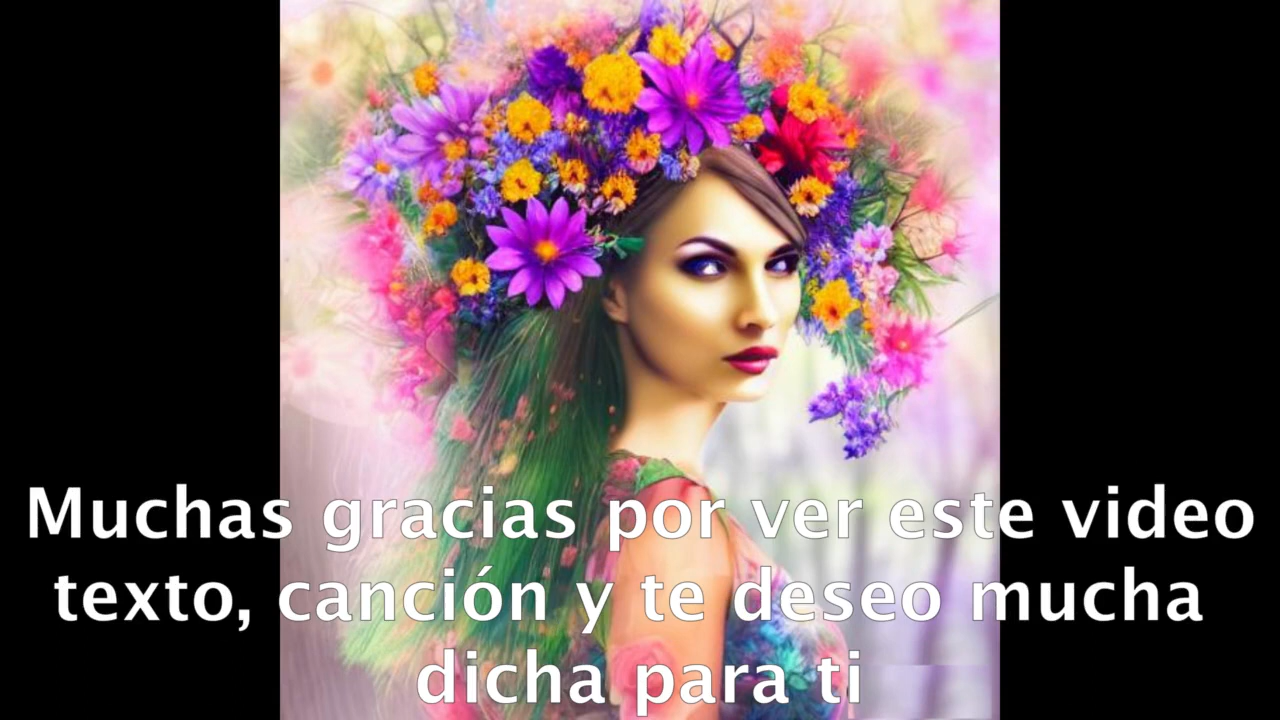 Muchas gracias por ver este video
texto, canción y te deseo mucha
dicha para ti